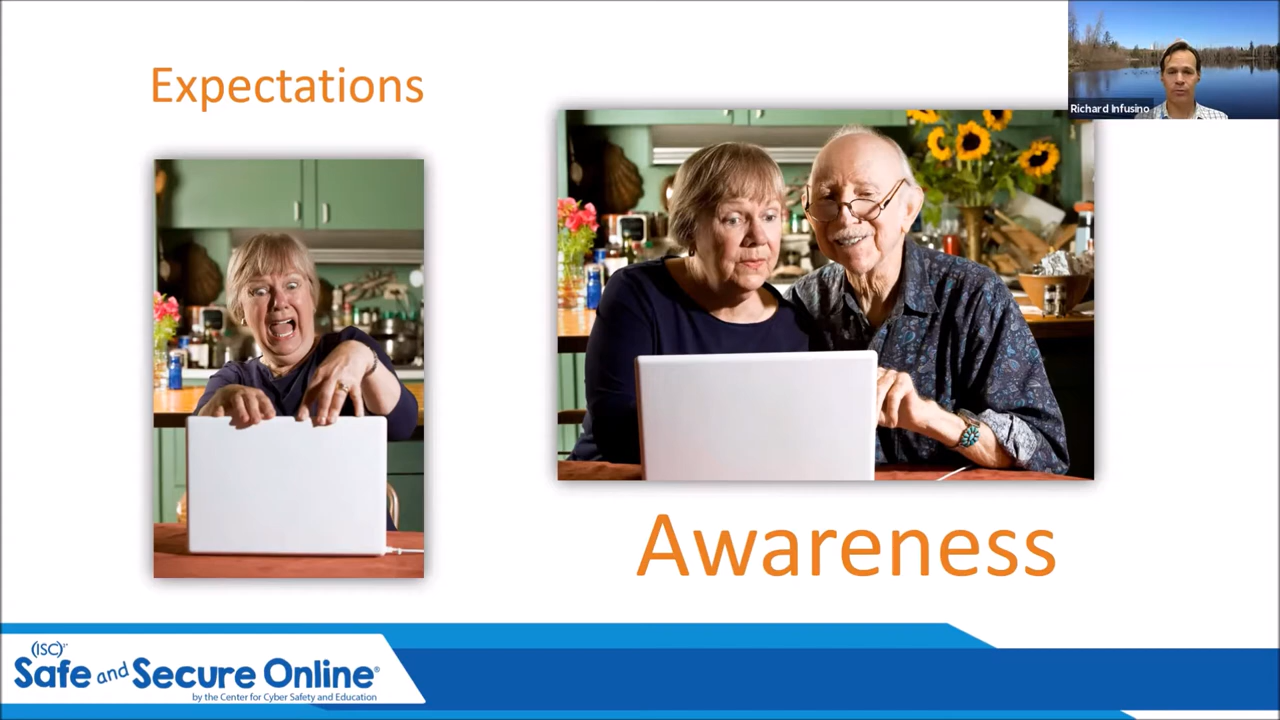 Expectations
Richard Infusino
Awareness
(ISC)²®
Safe and Secure Online®
by the Center for Cyber Safety and Education